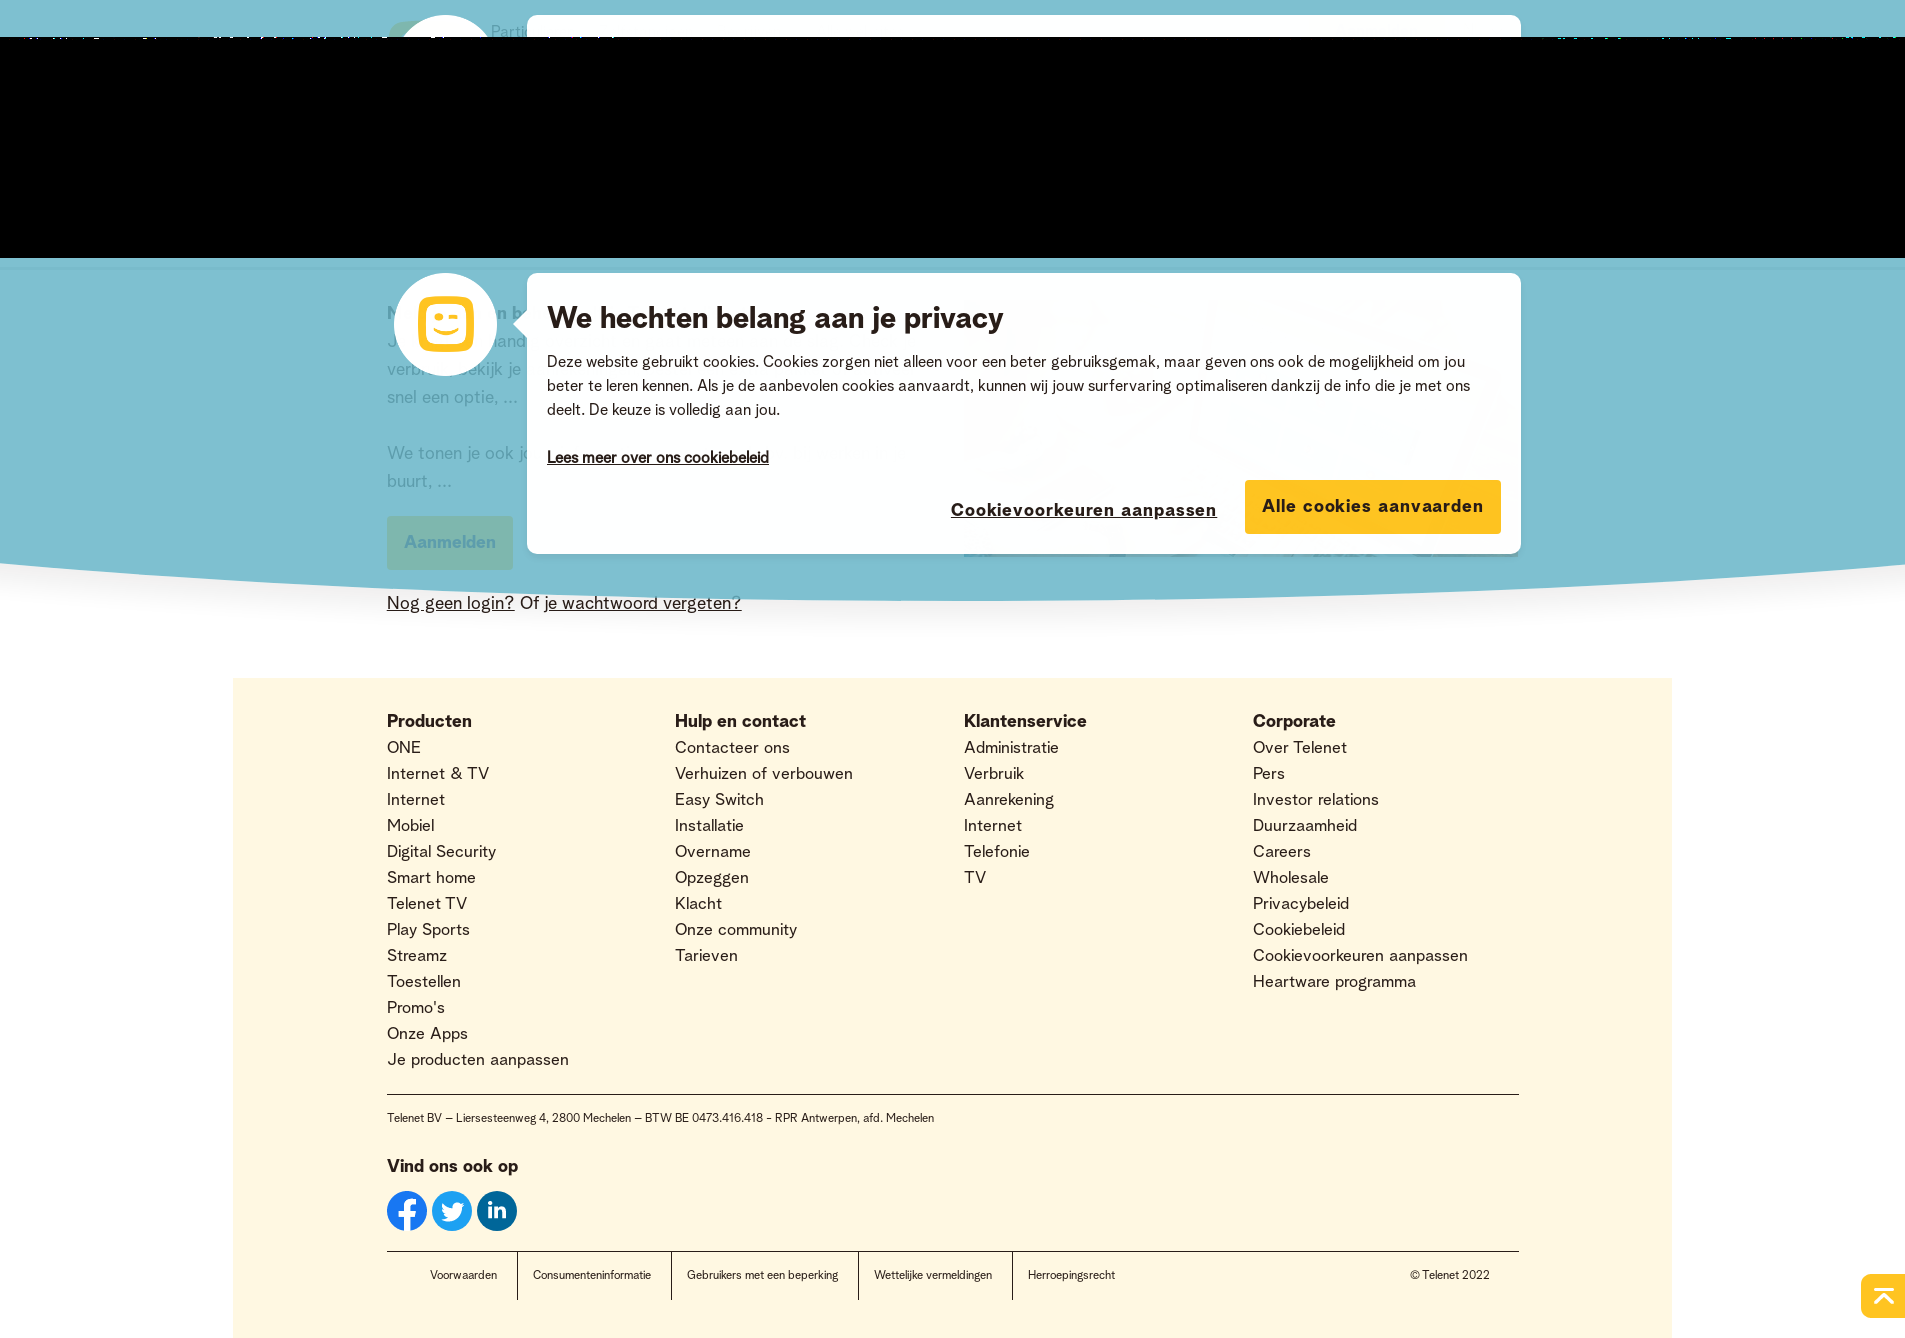 We hechten belang aan je privacy
Deze website gebruikt cookies. Cookies zorgen niet alleen voor een beter gebruiksgemak, maar geven ons ook de mogelijkheid om jou
beter te leren kennen. Als je de aanbevolen cookies aanvaardt, kunnen wij jouw surfervaring optimaliseren dankzij de info die je met ons
deelt. De keuze is volledig aan jou.
Lees meer over ons cookiebeleid
Cookievoorkeuren aanpassen
Alle cookies aanvaarden
snel een optie, ...
We tonen je ook
buurt, ...
Aanmelden
Nog geen login? Of je wachtwoord vergeten?
Producten
ONE
Internet & TV
Internet
Mobiel
Digital Security
Smart home
Telenet TV
Play Sports
Streamz
Toestellen
Promo's
Onze Apps
Je producten aanpassen
Hulp en contact
Contacteer ons
Verhuizen of verbouwen
Easy Switch
Installatie
Overname
Opzeggen
Klacht
Onze community
Tarieven
Klantenservice
Administratie
Verbruik
Aanrekening
Internet
Telefonie
TV
Corporate
Over Telenet
Pers
Investor relations
Duurzaamheid
Careers
Wholesale
Privacybeleid
Cookiebeleid
Cookievoorkeuren aanpassen
Heartware programma
Telenet BV – Liersesteenweg 4, 2800 Mechelen – BTW BE 0473.416.418 - RPR Antwerpen, afd. Mechelen
Vind ons ook op
Voorwaarden
Consumenteninformatie
Gebruikers met een beperking
Wettelijke vermeldingen
Herroepingsrecht
© Telenet 2022